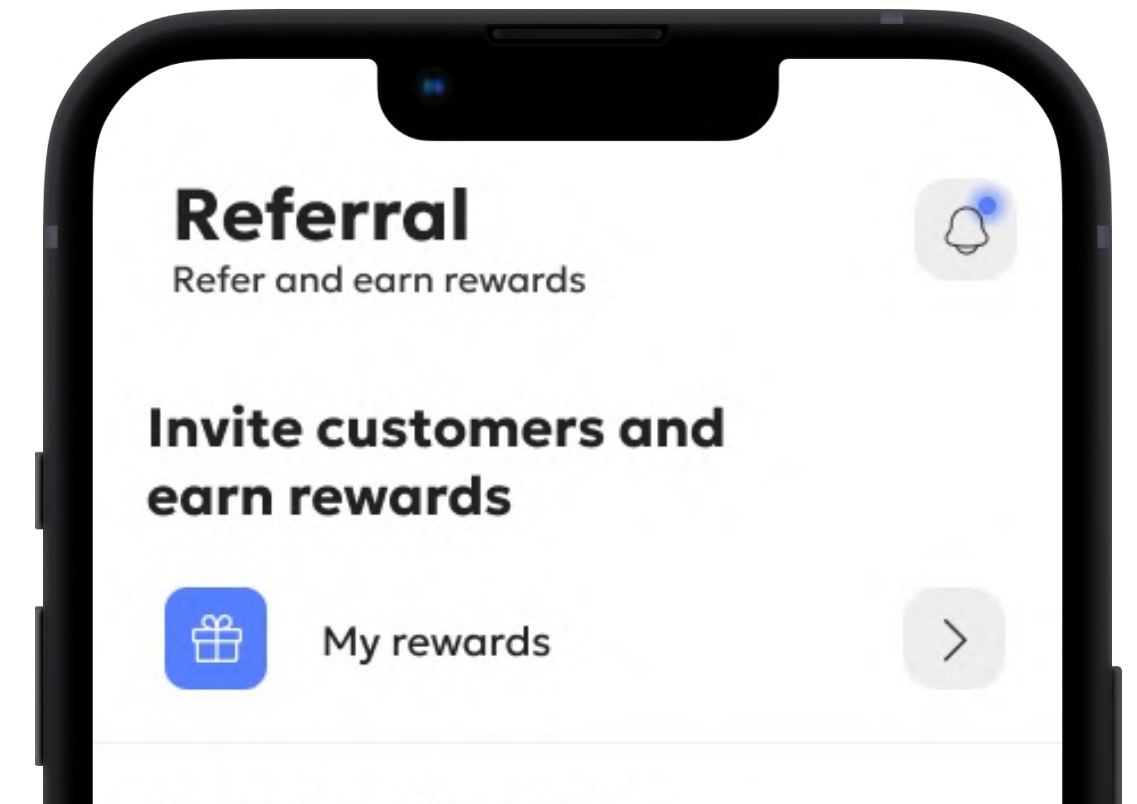 Referral
Refer and earn rewards
Invite customers and
earn rewards
My rewards